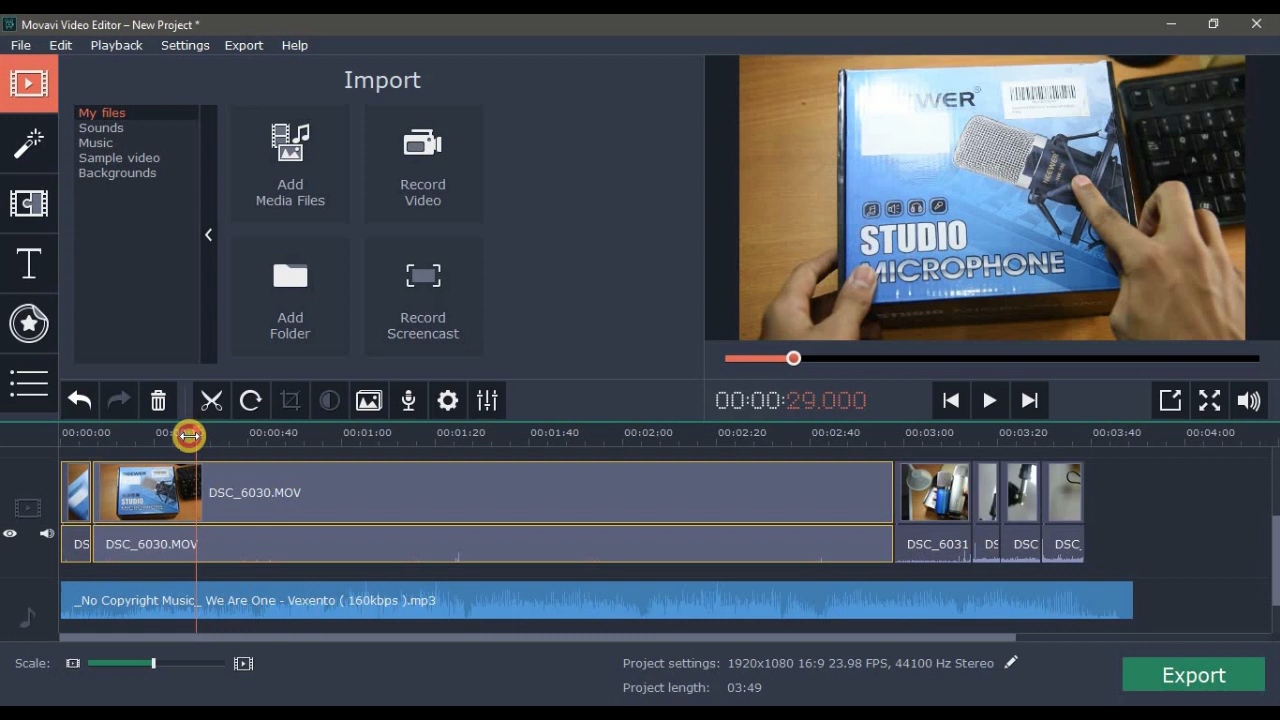 Movavi Video Editor – New Project *
File Edit Playback Settings Export Help
Import
My files
Sounds
Music
Sample video
Backgrounds
Add
Media Files
Record
Video
Add
Folder
Record
Screencast
EEWER®
STUDIO
MICROPHONE
00:00:29.000
00:00:00 00:00:40 00:01:00 00:01:20 00:01:40 00:02:00 00:02:20 00:02:40 00:03:00 00:03:20 00:03:40 00:04:00
DSC_6030.MOV
DS DSC_6030.MOV DSC_6031 DS DSC DSC_
_No Copyright Music_ We Are One - Vexento ( 160kbps ).mp3
Scale:
Project settings: 1920x1080 16:9 23.98 FPS, 44100 Hz Stereo
Project length: 03:49
Export